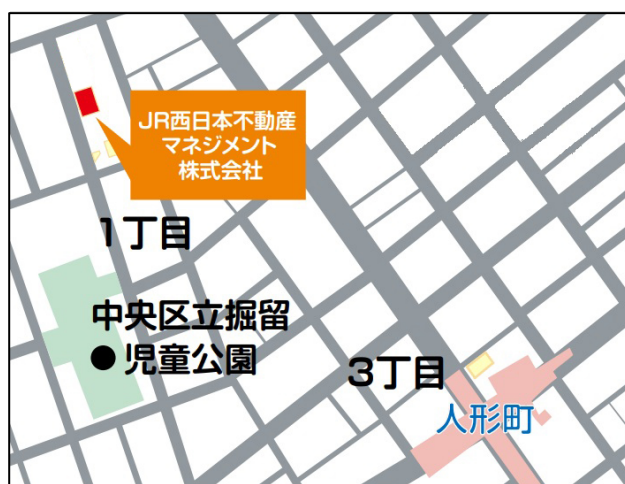 JR西日本不動産
マネジメント
株式会社
1丁目
中央区立掘留
●児童公園
3丁目
人形町